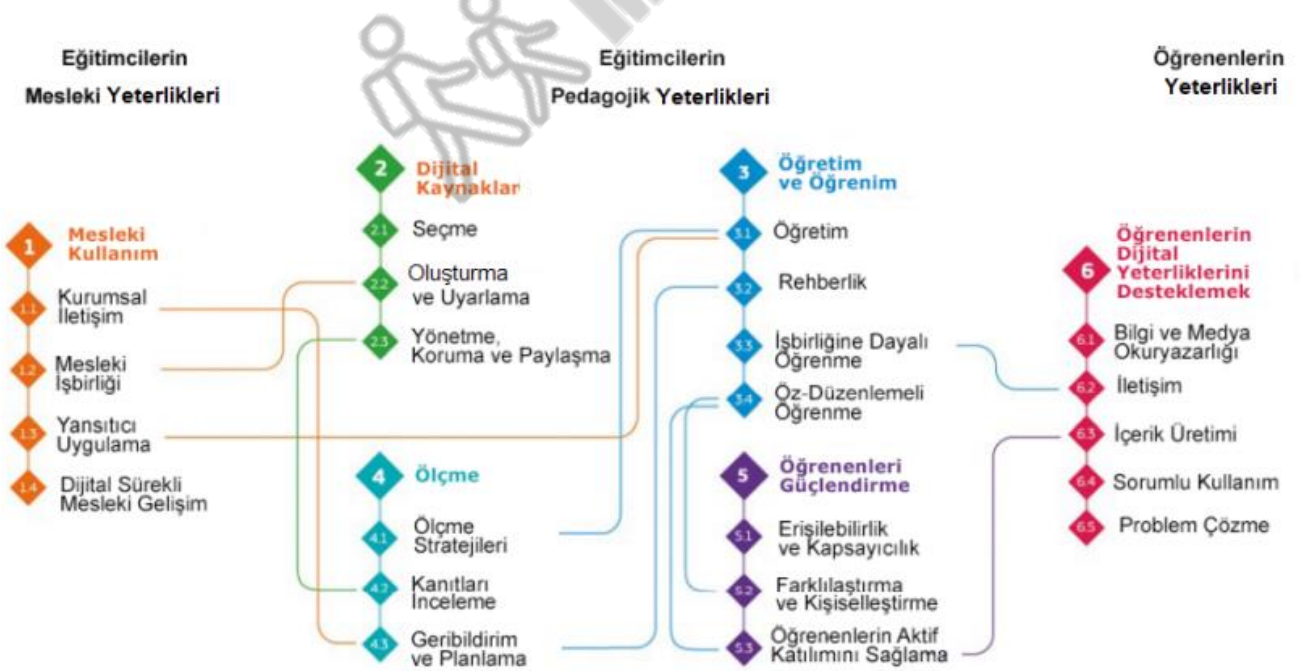 Eğitimcilerin
Mesleki Yeterlikleri
Eğitimcilerin
Pedagojik Yeterlikleri
Öğrenenlerin
Yeterlikleri
1
Mesleki
Kullanım
1.1
Kurumsal
İletişim
1.2
Mesleki
İşbirliği
1.3
Yansıtıcı
Uygulama
1.4
Dijital Sürekli
Mesleki Gelişim
2
Dijital
Kaynaklar
2.1
Seçme
2.2
Oluşturma
ve Uyarlama
2.3
Yönetme,
Koruma ve Paylaşma
3
Öğretim
ve Öğrenim
3.1
Öğretim
3.2
Rehberlik
3.3
İşbirliğine Dayalı
Öğrenme
3.4
Öz-Düzenlemeli
Öğrenme
4
Ölçme
4.1
Ölçme
Stratejileri
4.2
Kanıtları
İnceleme
4.3
Geribildirim
ve Planlama
5
Öğrenenleri
Güçlendirme
5.1
Erişilebilirlik
ve Kapsayıcılık
5.2
Farklılaştırma
ve Kişiselleştirme
5.3
Öğrenenlerin Aktif
Katılımını Sağlama
6
Öğrenenlerin
Dijital
Yeterliklerini
Desteklemek
6.1
Bilgi ve Medya
Okuryazarlığı
6.2
İletişim
6.3
İçerik Üretimi
6.4
Sorumlu Kullanım
6.5
Problem Çözme